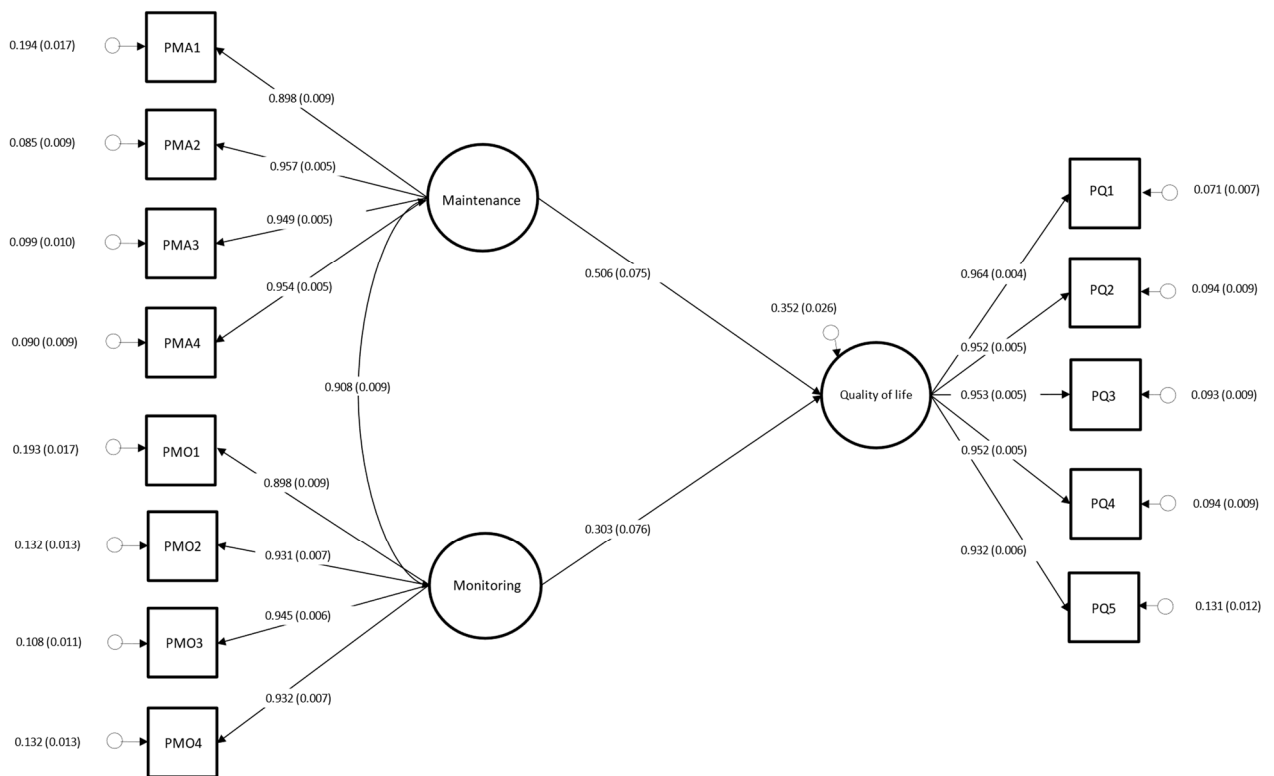 0.194 (0.017)
PMA1
0.898 (0.009)
0.085 (0.009)
PMA2
0.957 (0.005)
0.099 (0.010)
PMA3
0.949 (0.005)
0.090 (0.009)
PMA4
0.954 (0.005)
Maintenance
0.908 (0.009)
0.193 (0.017)
PMO1
0.898 (0.009)
0.132 (0.013)
PMO2
0.931 (0.007)
0.108 (0.011)
PMO3
0.945 (0.006)
0.132 (0.013)
PMO4
0.932 (0.007)
Monitoring
0.506 (0.075)
0.303 (0.076)
0.352 (0.026)
Quality of life
0.964 (0.004)
PQ1
0.071 (0.007)
0.952 (0.005)
PQ2
0.094 (0.009)
0.953 (0.005)
PQ3
0.093 (0.009)
0.952 (0.005)
PQ4
0.094 (0.009)
0.932 (0.006)
PQ5
0.131 (0.012)